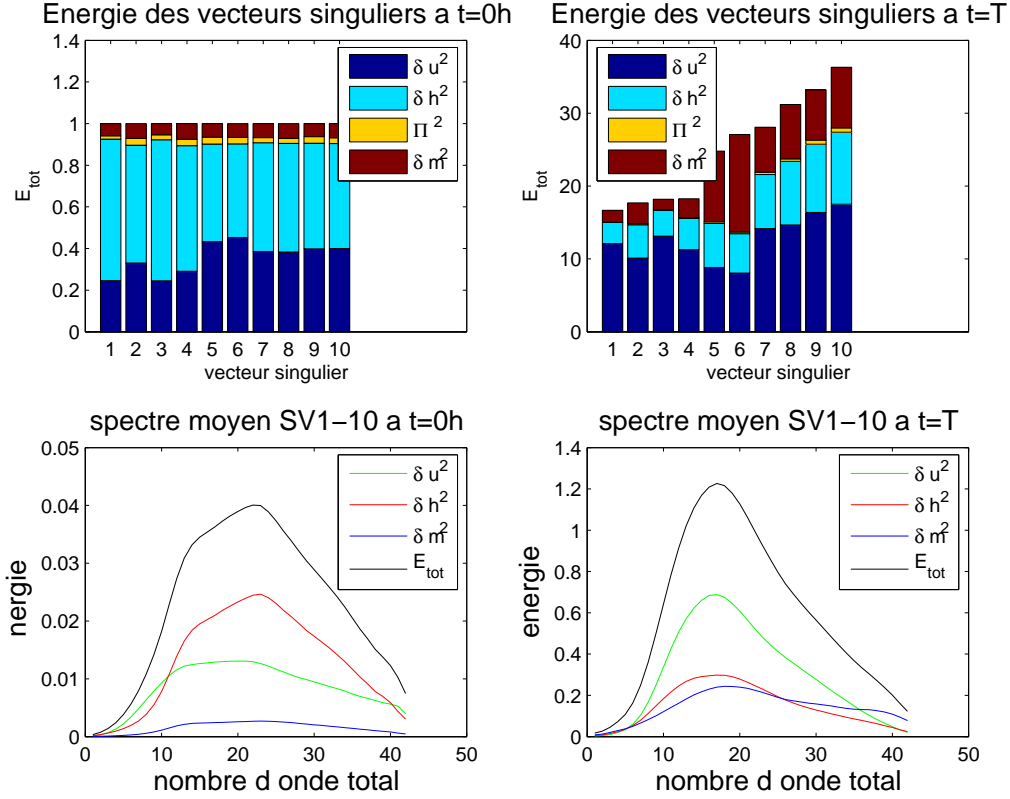 Energie des vecteurs singuliers a t=0h
1.4
1.2
1
0.8
0.6
0.4
0.2
0
E_tot
δ u²
δ h²
Π ²
δ m²
1 2 3 4 5 6 7 8 9 10
vecteur singulier
Energie des vecteurs singuliers a t=T
40
30
20
10
0
E_tot
δ u²
δ h²
Π ²
δ m²
1 2 3 4 5 6 7 8 9 10
vecteur singulier
spectre moyen SV1−10 a t=0h
0.05
0.04
0.03
0.02
0.01
0
nergie
δ u²
δ h²
δ m²
E_tot
0 10 20 30 40 50
nombre d onde total
spectre moyen SV1−10 a t=T
1.4
1.2
1
0.8
0.6
0.4
0.2
0
energie
δ u²
δ h²
δ m²
E_tot
0 10 20 30 40 50
nombre d onde total